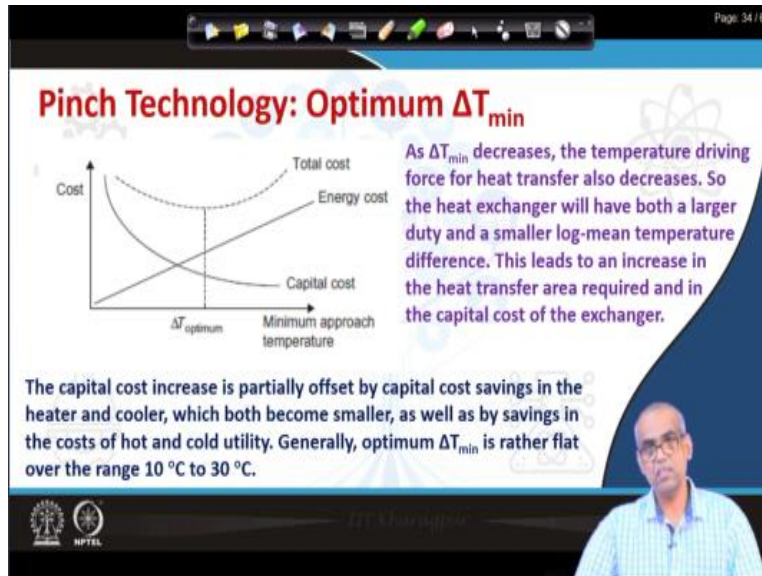 Page: 34 /
Pinch Technology: Optimum ΔTmin
Cost
Total cost
Energy cost
Capital cost
ΔToptimum
Minimum approach
temperature
As ΔTmin decreases, the temperature driving
force for heat transfer also decreases. So
the heat exchanger will have both a larger
duty and a smaller log-mean temperature
difference. This leads to an increase in
the heat transfer area required and in
the capital cost of the exchanger.
The capital cost increase is partially offset by capital cost savings in the
heater and cooler, which both become smaller, as well as by savings in
the costs of hot and cold utility. Generally, optimum ΔTmin is rather flat
over the range 10 °C to 30 °C.
IIT Kharagpur
NPTEL